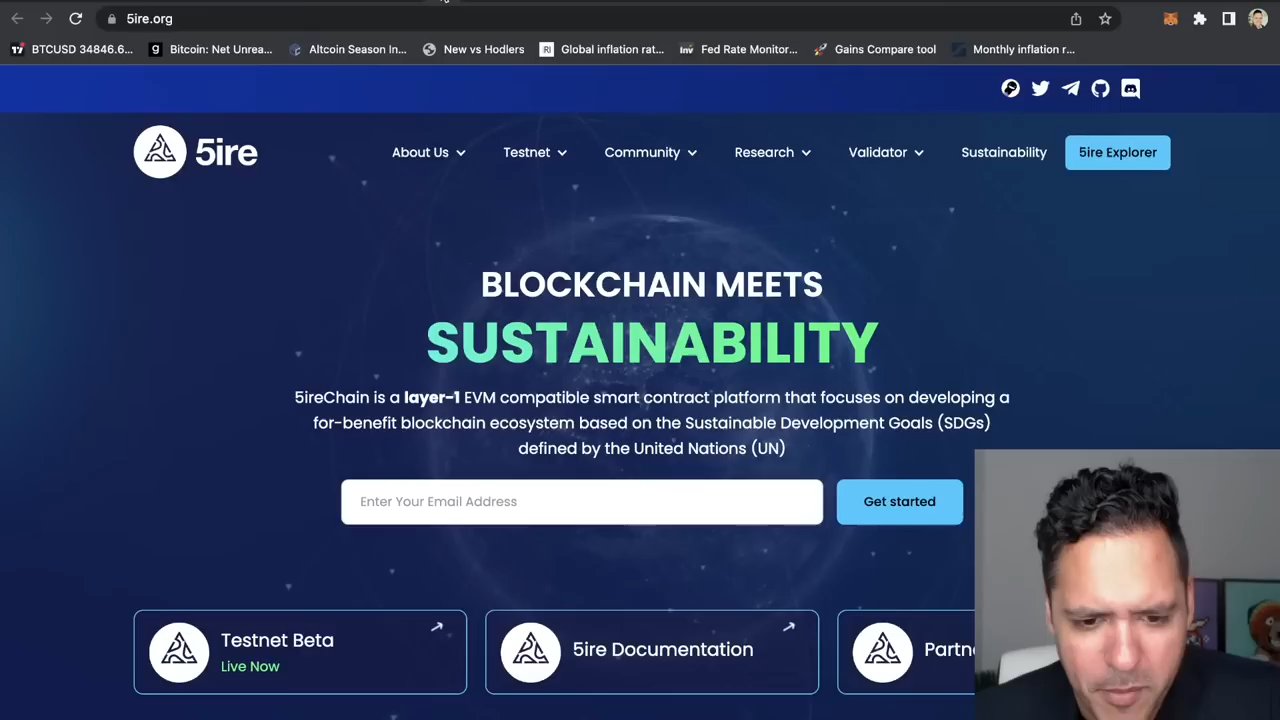 5ire.org
BTCUSD 34846.6...
Bitcoin: Net Unrea...
Altcoin Season In...
New vs Hodlers
RI
Global inflation rat...
Inv
Fed Rate Monitor...
Gains Compare tool
Monthly inflation r...
5ire
About Us
Testnet
Community
Research
Validator
Sustainability
5ire Explorer
BLOCKCHAIN MEETS
SUSTAINABILITY
5ireChain is a layer-1 EVM compatible smart contract platform that focuses on developing a
for-benefit blockchain ecosystem based on the Sustainable Development Goals (SDGs)
defined by the United Nations (UN)
Enter Your Email Address
Get started
Testnet Beta
Live Now
5ire Documentation